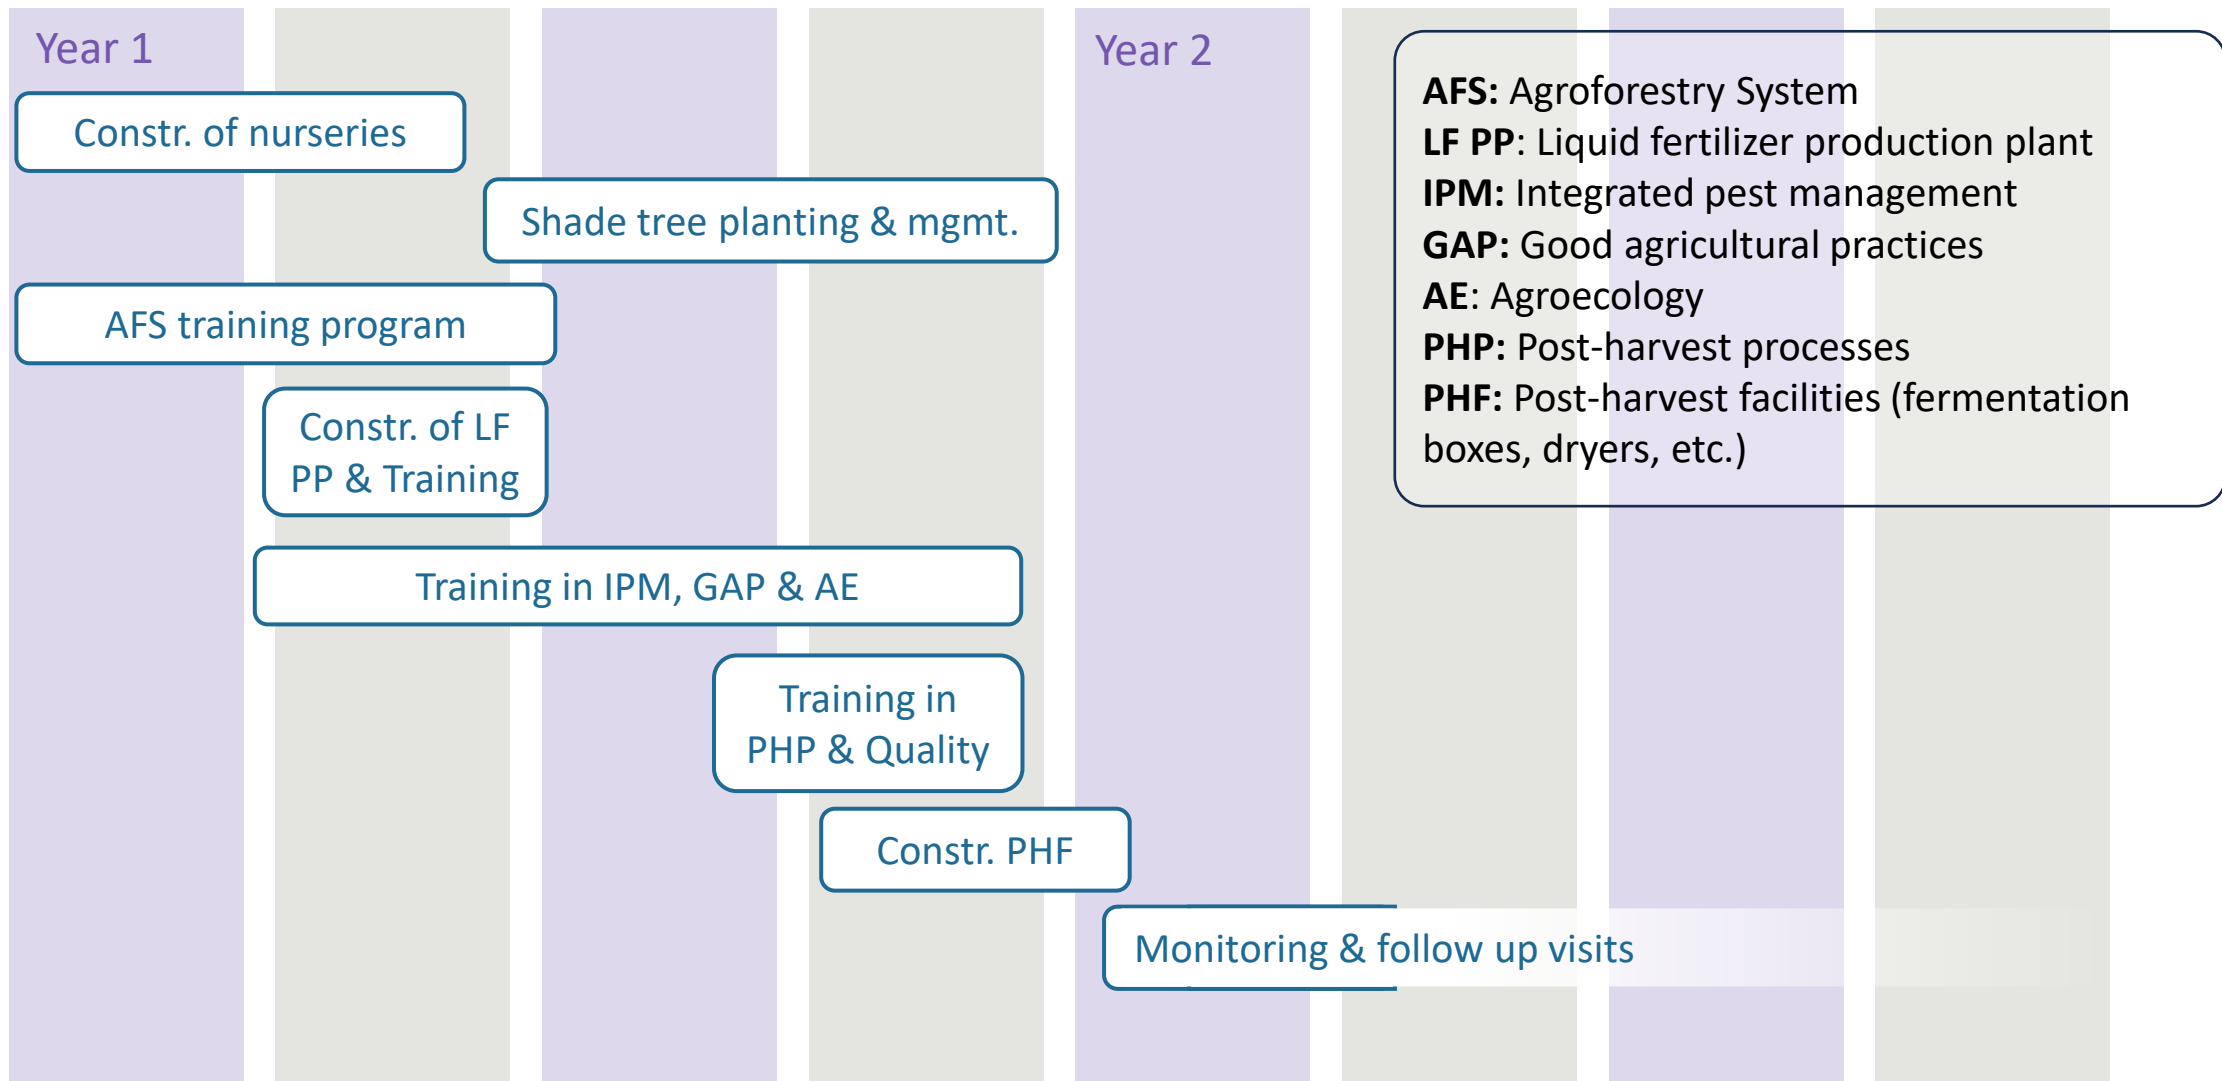 Year 1
Year 2
Constr. of nurseries
Shade tree planting & mgmt.
AFS training program
Constr. of LF
PP & Training
Training in IPM, GAP & AE
Training in
PHP & Quality
Constr. PHF
Monitoring & follow up visits
AFS: Agroforestry System
LF PP: Liquid fertilizer production plant
IPM: Integrated pest management
GAP: Good agricultural practices
AE: Agroecology
PHP: Post-harvest processes
PHF: Post-harvest facilities (fermentation
boxes, dryers, etc.)